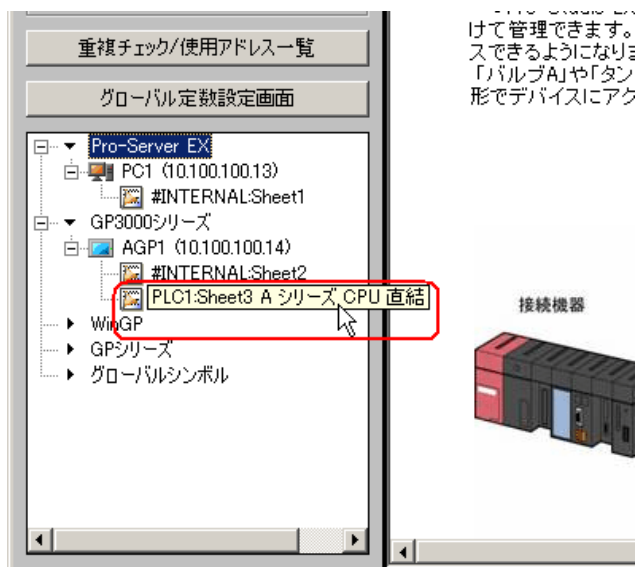 重複チェック/使用アドレス一覧
グローバル定数設定画面
Pro-Server EX
PC1 (10.100.100.13)
#INTERNAL:Sheet1
GP3000シリーズ
AGP1 (10.100.100.14)
#INTERNAL:Sheet2
PLC1:Sheet3 A シリーズ CPU 直結
WinGP
GPシリーズ
グローバルシンボル
けて管理できます。
スできるようになりま
「バルブA」や「タン
形でデバイスにアク
接続機器